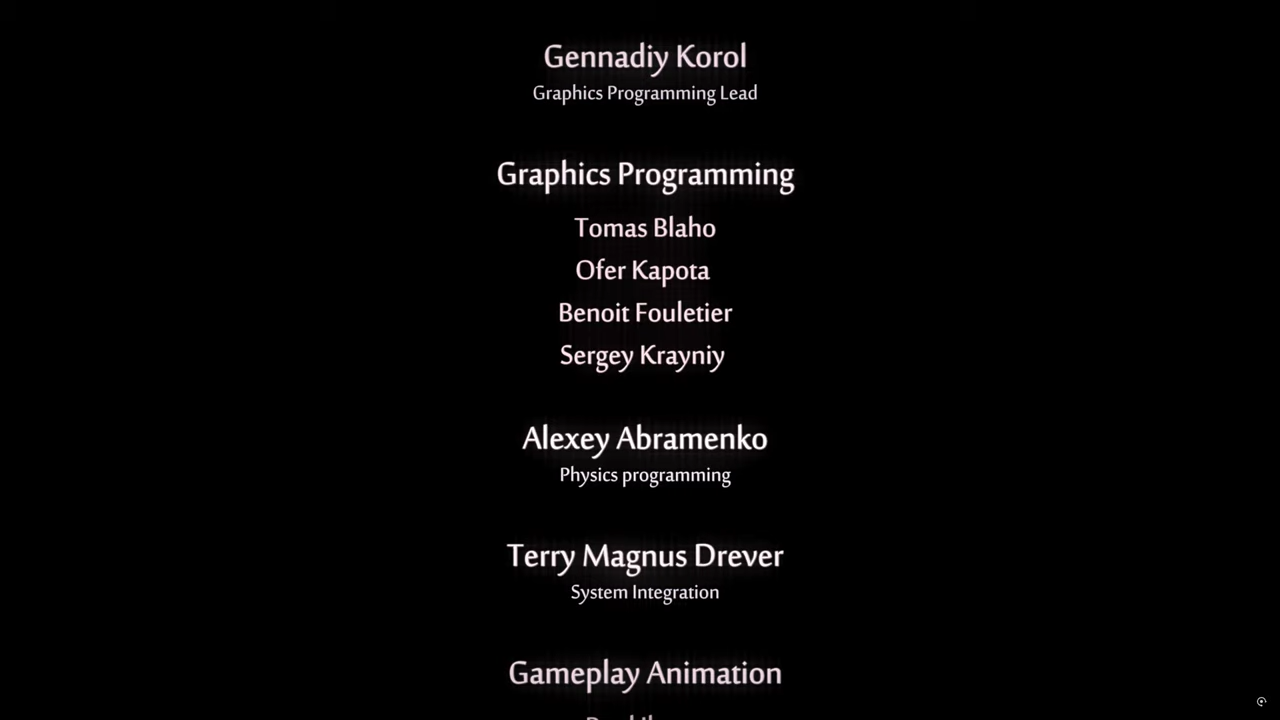 Gennadiy Korol
Graphics Programming Lead
Graphics Programming
Tomas Blaho
Ofer Kapota
Benoit Fouletier
Sergey Krayniy
Alexey Abramenko
Physics programming
Terry Magnus Drever
System Integration
Gameplay Animation